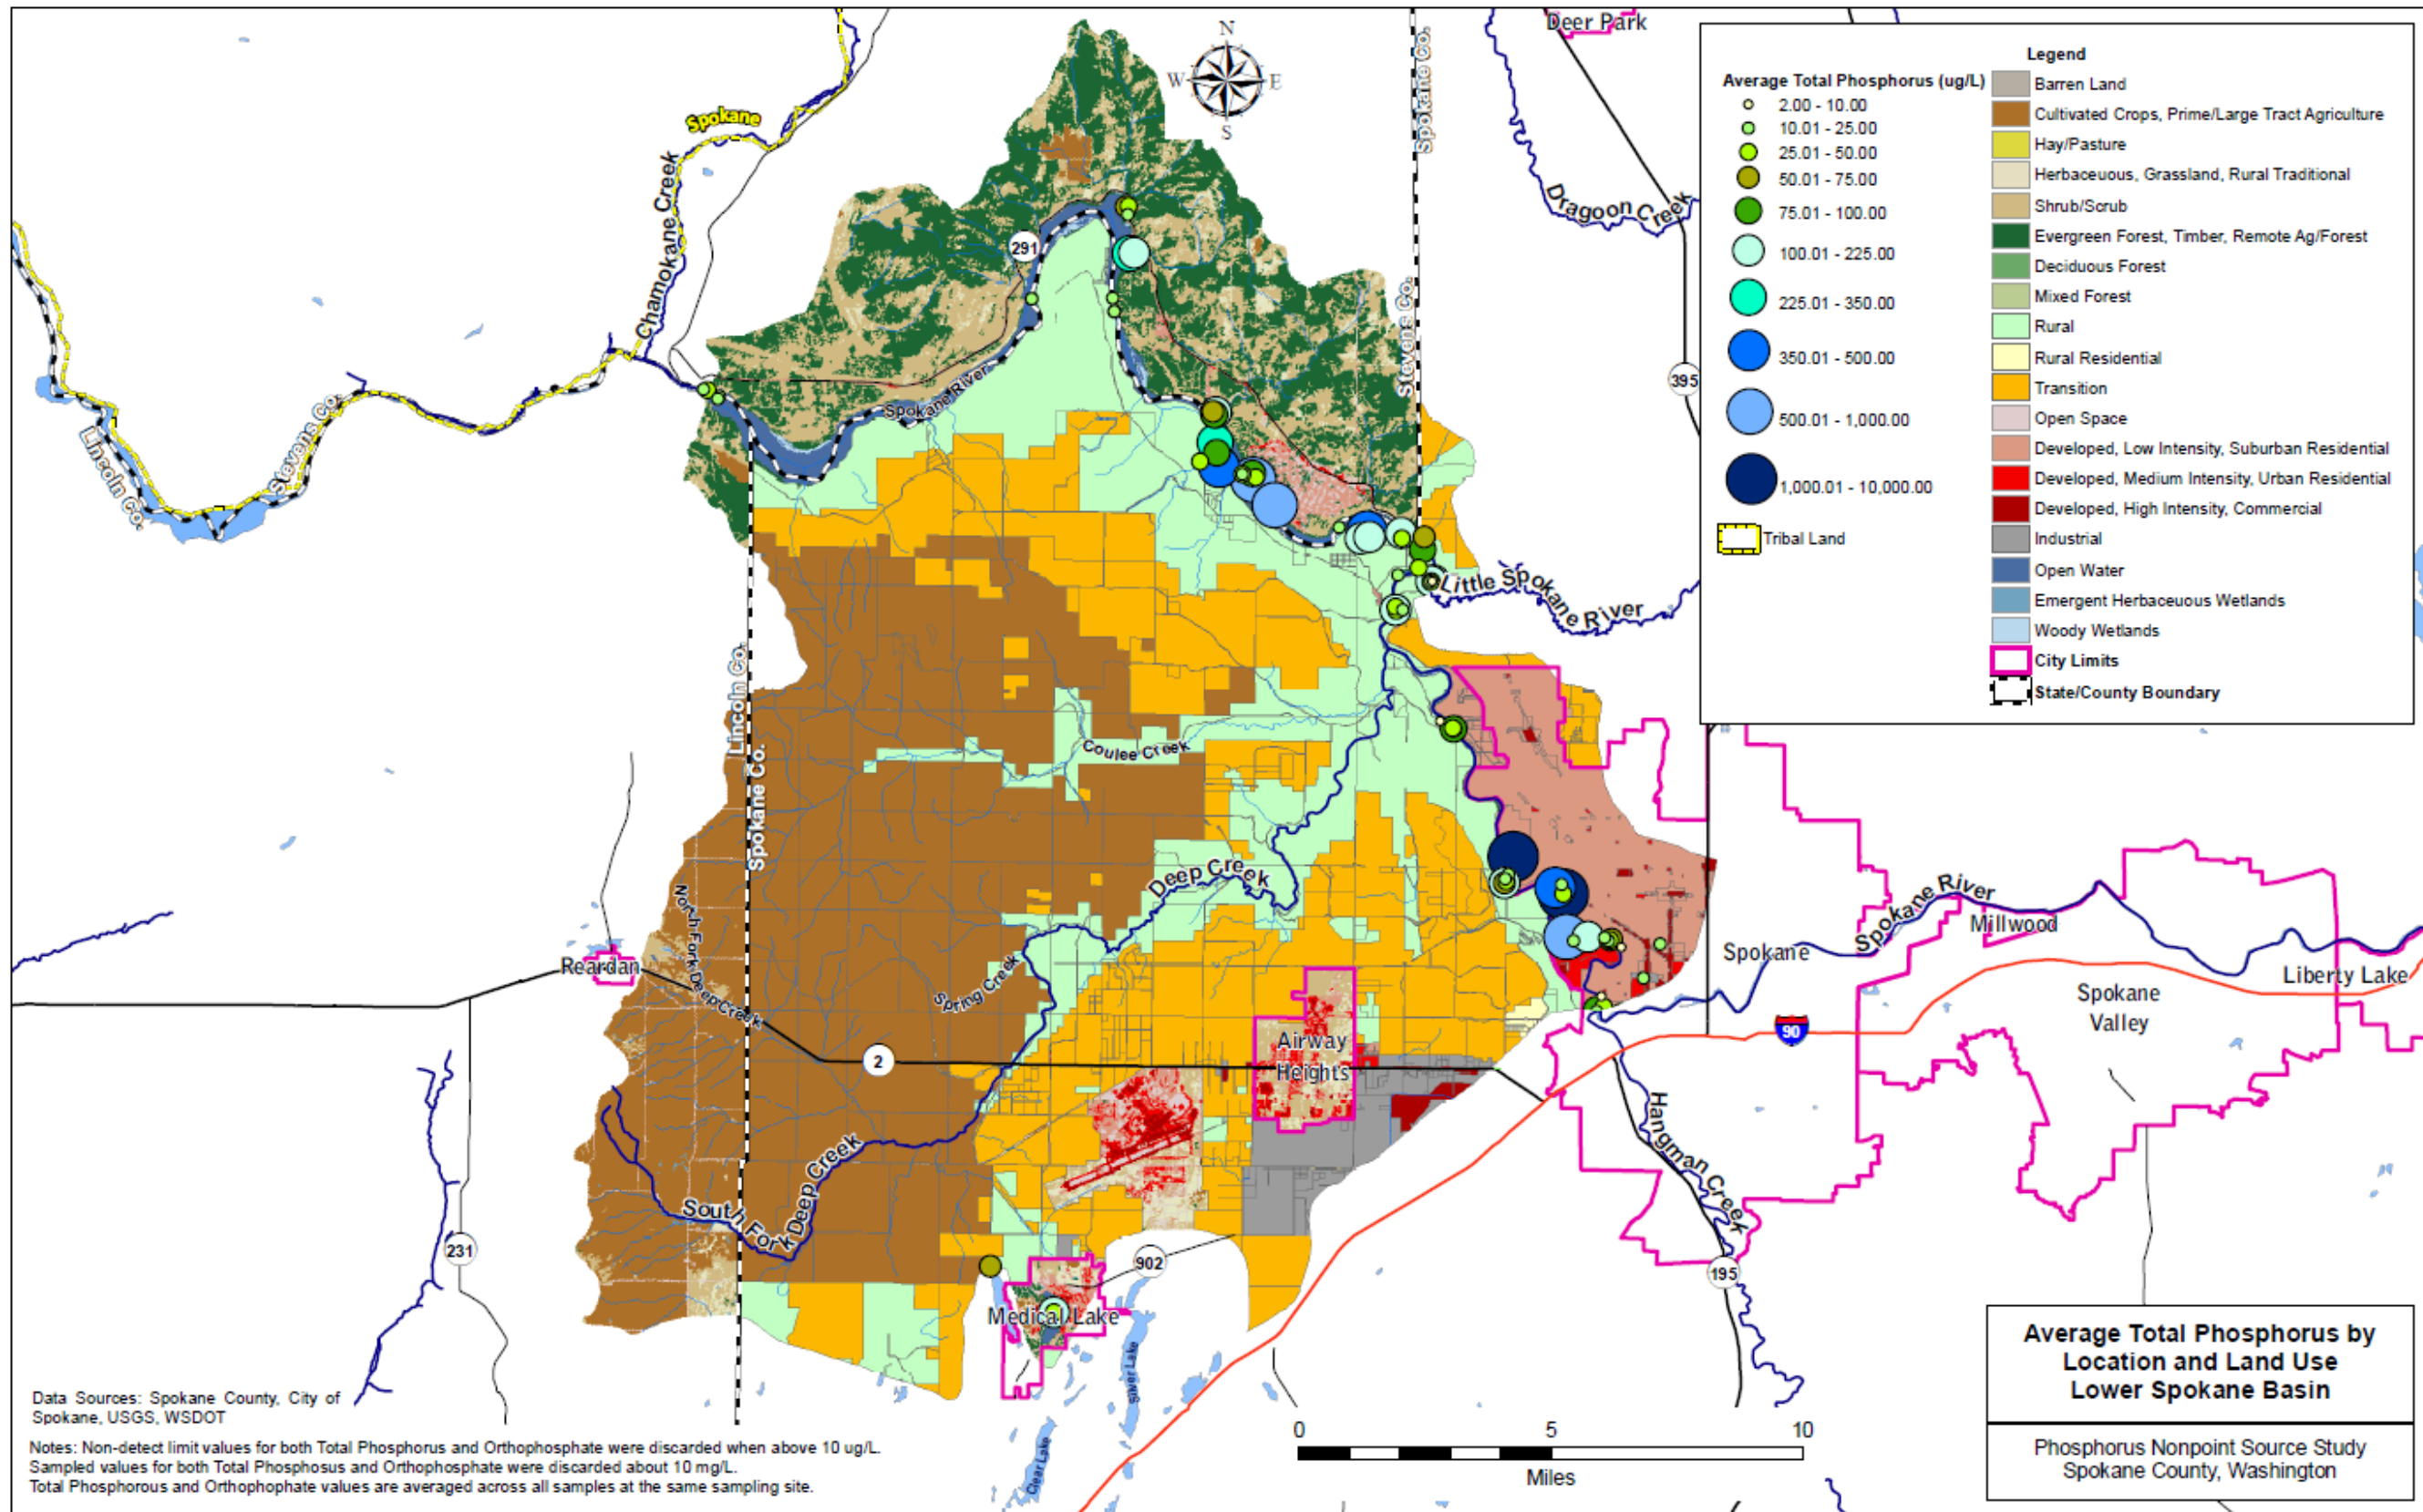 Deer Park
N
W
E
S
Spokane Co.
Stevens Co.
Spokane
Chamokane Creek
Dragoon Creek
291
395
Spokane River
Lincoln Co.
Stevens Co.
Little Spokane River
Lincoln Co.
Spokane Co.
Coulee Creek
Deep Creek
North Fork Deep Creek
Reardan
Spring Creek
Spokane
Spokane River
Millwood
Liberty Lake
Spokane
Valley
90
2
Airway
Heights
Hangman Creek
South Fork Deep Creek
231
902
195
Medical Lake
Silver Lake
Clear Lake
Legend
Average Total Phosphorus (ug/L)
2.00 - 10.00
10.01 - 25.00
25.01 - 50.00
50.01 - 75.00
75.01 - 100.00
100.01 - 225.00
225.01 - 350.00
350.01 - 500.00
500.01 - 1,000.00
1,000.01 - 10,000.00
Tribal Land
Barren Land
Cultivated Crops, Prime/Large Tract Agriculture
Hay/Pasture
Herbaceuous, Grassland, Rural Traditional
Shrub/Scrub
Evergreen Forest, Timber, Remote Ag/Forest
Deciduous Forest
Mixed Forest
Rural
Rural Residential
Transition
Open Space
Developed, Low Intensity, Suburban Residential
Developed, Medium Intensity, Urban Residential
Developed, High Intensity, Commercial
Industrial
Open Water
Emergent Herbaceuous Wetlands
Woody Wetlands
City Limits
State/County Boundary
Data Sources: Spokane County, City of
Spokane, USGS, WSDOT
Notes: Non-detect limit values for both Total Phosphorus and Orthophosphate were discarded when above 10 ug/L.
Sampled values for both Total Phosphosus and Orthophosphate were discarded about 10 mg/L.
Total Phosphorous and Orthophophate values are averaged across all samples at the same sampling site.
0
5
10
Miles
Average Total Phosphorus by
Location and Land Use
Lower Spokane Basin
Phosphorus Nonpoint Source Study
Spokane County, Washington